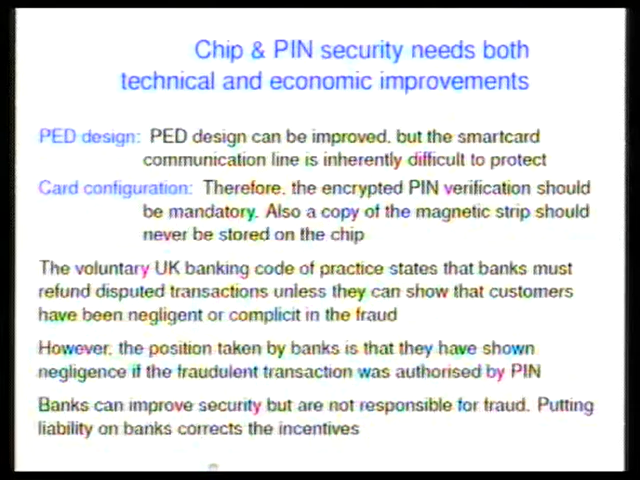 Chip & PIN security needs both
technical and economic improvements
PED design: PED design can be improved, but the smartcard
communication line is inherently difficult to protect
Card configuration: Therefore, the encrypted PIN verification should
be mandatory. Also a copy of the magnetic strip should
never be stored on the chip
The voluntary UK banking code of practice states that banks must
refund disputed transactions unless they can show that customers
have been negligent or complicit in the fraud
However, the position taken by banks is that they have shown
negligence if the fraudulent transaction was authorised by PIN
Banks can improve security but are not responsible for fraud. Putting
liability on banks corrects the incentives